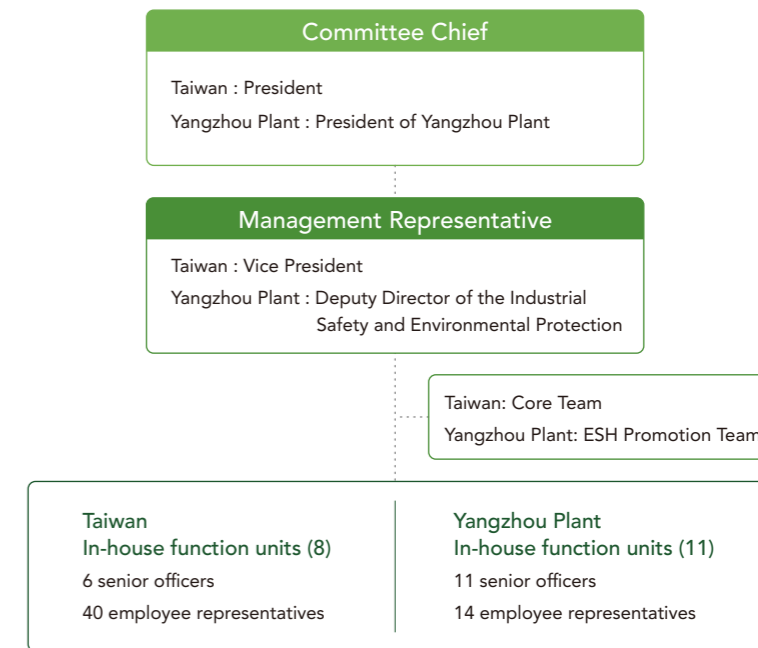 Committee Chief
Taiwan : President
Yangzhou Plant : President of Yangzhou Plant
Management Representative
Taiwan : Vice President
Yangzhou Plant : Deputy Director of the Industrial
Safety and Environmental Protection
Taiwan: Core Team
Yangzhou Plant: ESH Promotion Team
Taiwan
In-house function units (8)
6 senior officers
40 employee representatives
Yangzhou Plant
In-house function units (11)
11 senior officers
14 employee representatives